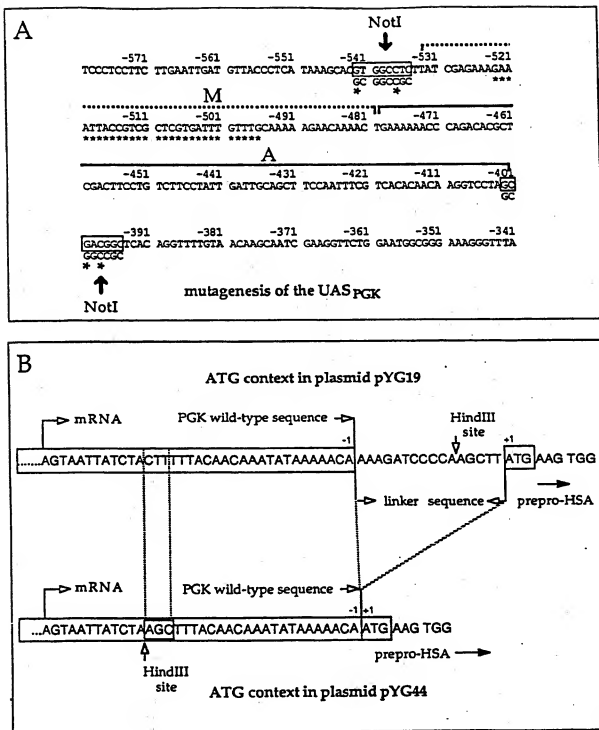 A
NotI
-571 -561 -551 -541 -531 -521
TCCCTCCTTC TTGAATTGAT GTTACCCTCA TAAAGCACGT GGCCTCTTAT CGAGAAAGAA
GC GGCCGC
* * ***
M
-511 -501 -491 -481 -471 -461
ATTACCGTCG CTCGTGATTT GTTTGCAAAA AGAACAAAACT TGAAAAAACCC CAGACACGCT
********** ********** *****
A
-451 -441 -431 -421 -411 -401
CGACTTCCTG TCTTCCTATT GATTGCAGCT TCCAATTTCG TCACACAACA AGGTCCTAGC
GC
-391 -381 -371 -361 -351 -341
GACGGCTCAC AGGTTTTGTA ACAAGCAATC GAAGGTTCTG GAATGGCGGG AAAGGGTTTA
GGCCGC
* *
NotI
mutagenesis of the UAS PGK
B
ATG context in plasmid pYG19
mRNA
PGK wild-type sequence
HindIII site
-1 +1
......AGTAATTATCTACTTTTTACAACAAATATAAAAACA AAAGATCCCCAAGCTT ATG AAG TGG
linker sequence
prepro-HSA
mRNA
PGK wild-type sequence
-1 +1
...AGTAATTATCTAAGCTTTACAACAAATATAAAAACA ATG AAG TGG
prepro-HSA
HindIII site
ATG context in plasmid pYG44